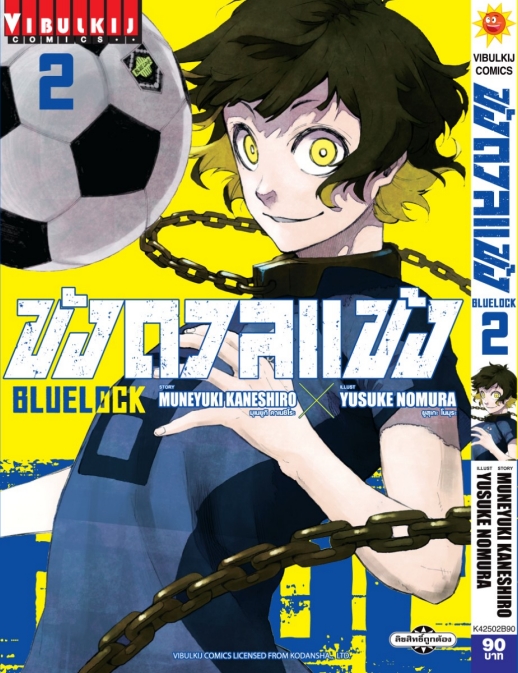 VIBULKIJ
COMICS
2
ขังดวลแข้ง
BLUELOCK
STORY
MUNEYUKI KANESHIRO
มุเนยูกิ คาเนชิโระ
ILLUST
YUSUKE NOMURA
ยูสุเกะ โนมุระ
ลิขสิทธิ์ถูกต้อง
VIBULKIJ COMICS LICENSED FROM KODANSHA, LTD.
VIBULKIJ
COMICS
ขังดวลแข้ง
BLUELOCK
2
STORY
MUNEYUKI KANESHIRO
ILLUST
YUSUKE NOMURA
K42502B90
90
บาท